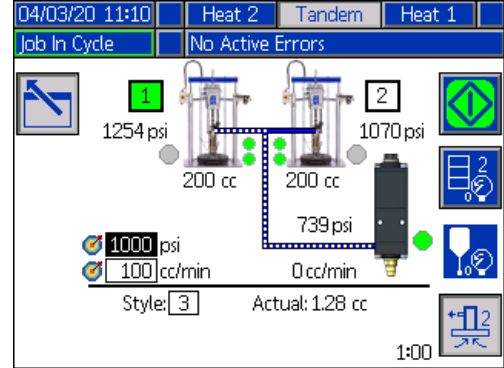 04/03/20 11:10 Heat 2 Tandem Heat 1
Job In Cycle No Active Errors
1 2
1254 psi 1070 psi
200 cc 200 cc
2
0
739 psi
1000 psi
100 cc/min 0 cc/min
0
Style: 3 Actual: 1.28 cc
2
1:00